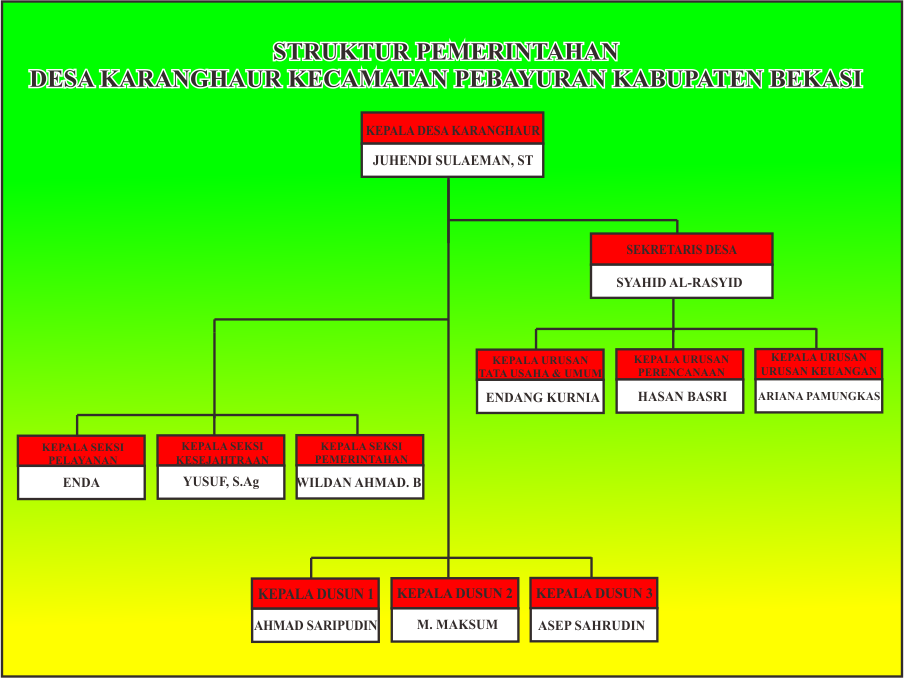 STRUKTUR PEMERINTAHAN
DESA KARANGHAUR KECAMATAN PEBAYURAN KABUPATEN BEKASI
KEPALA DESA KARANGHAUR
JUHENDI SULAEMAN, ST
SEKRETARIS DESA
SYAHID AL-RASYID
KEPALA URUSAN
TATA USAHA & UMUM
ENDANG KURNIA
KEPALA URUSAN
PERENCANAAN
HASAN BASRI
KEPALA URUSAN
URUSAN KEUANGAN
ARIANA PAMUNGKAS
KEPALA SEKSI
PELAYANAN
ENDA
KEPALA SEKSI
KESEJAHTRAAN
YUSUF, S.Ag
KEPALA SEKSI
PEMERINTAHAN
WILDAN AHMAD. B
KEPALA DUSUN 1
AHMAD SARIPUDIN
KEPALA DUSUN 2
M. MAKSUM
KEPALA DUSUN 3
ASEP SAHRUDIN